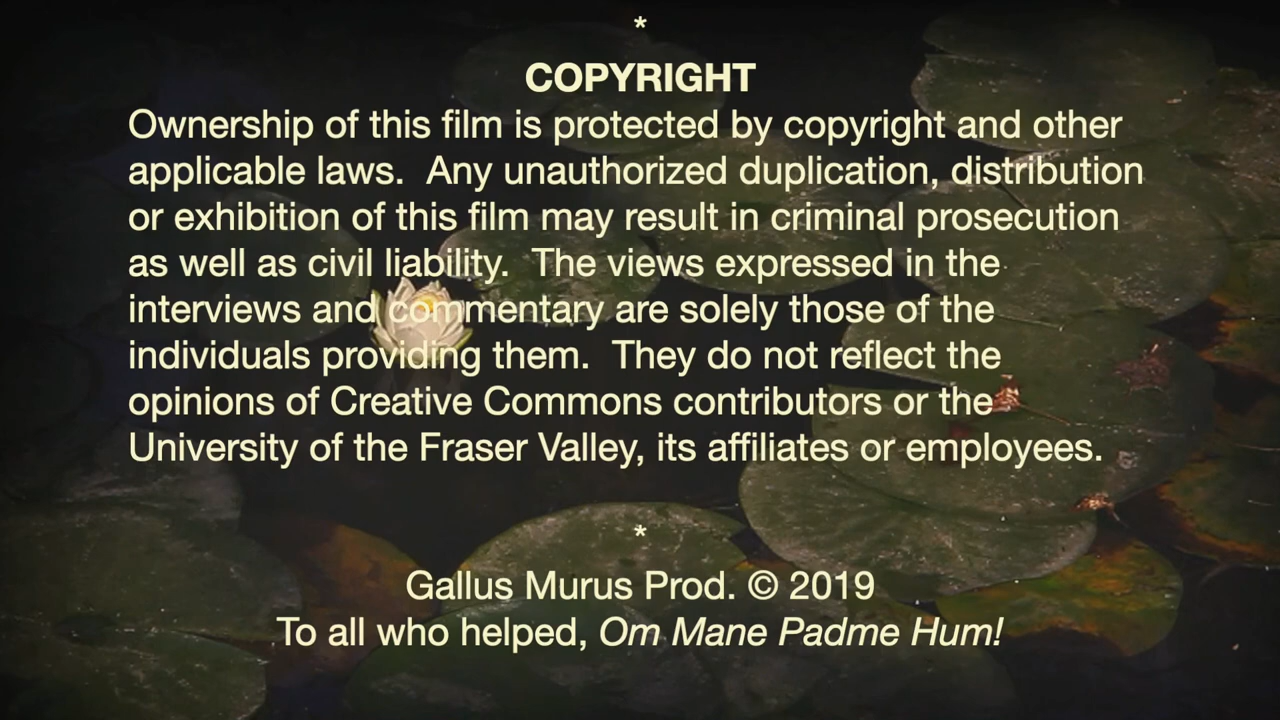 *
COPYRIGHT
Ownership of this film is protected by copyright and other
applicable laws.  Any unauthorized duplication, distribution
or exhibition of this film may result in criminal prosecution
as well as civil liability.  The views expressed in the
interviews and commentary are solely those of the
individuals providing them.  They do not reflect the
opinions of Creative Commons contributors or the
University of the Fraser Valley, its affiliates or employees.
*
Gallus Murus Prod. © 2019
To all who helped, Om Mane Padme Hum!